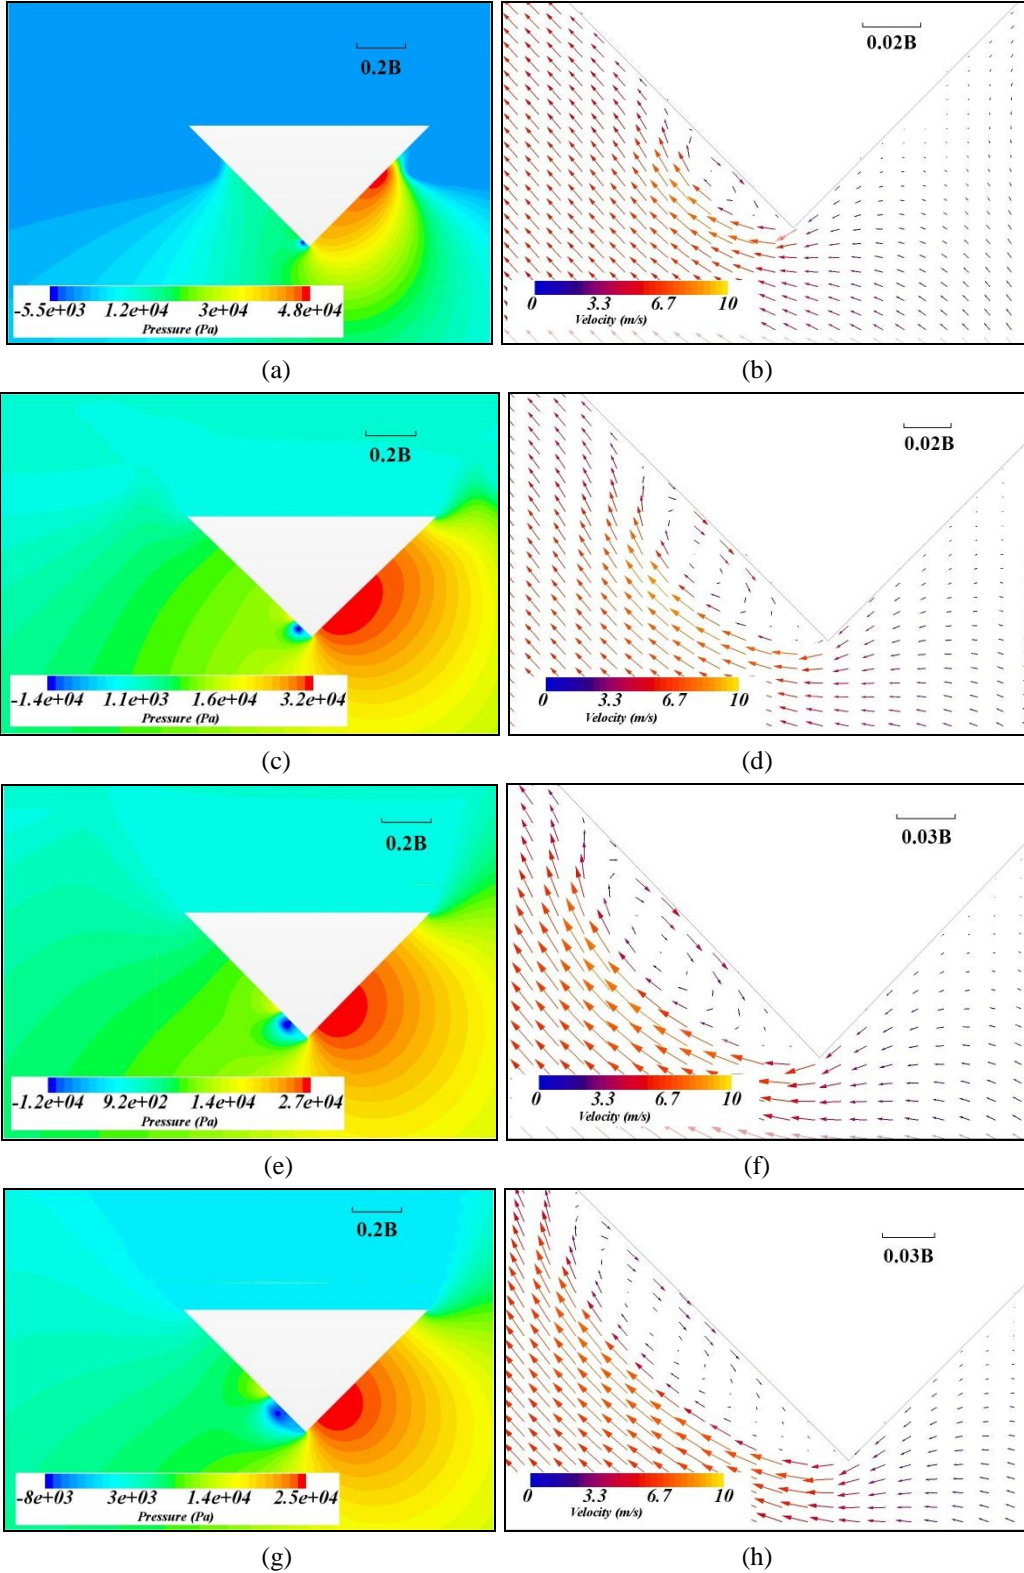 0.2B
-5.5e+03 1.2e+04 3e+04 4.8e+04
Pressure (Pa)
(a)
0.02B
0 3.3 6.7 10
Velocity (m/s)
(b)
0.2B
-1.4e+04 1.1e+03 1.6e+04 3.2e+04
Pressure (Pa)
(c)
0.02B
0 3.3 6.7 10
Velocity (m/s)
(d)
0.2B
-1.2e+04 9.2e+02 1.4e+04 2.7e+04
Pressure (Pa)
(e)
0.03B
0 3.3 6.7 10
Velocity (m/s)
(f)
0.2B
-8e+03 3e+03 1.4e+04 2.5e+04
Pressure (Pa)
(g)
0.03B
0 3.3 6.7 10
Velocity (m/s)
(h)